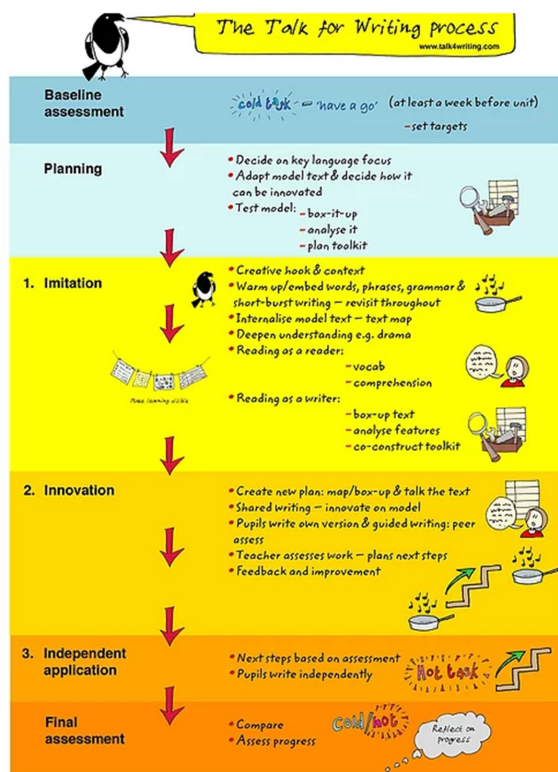 The Talk for Writing process
www.talk4writing.com
Baseline
assessment
cold task – 'have a go' (at least a week before unit)
– set targets
Planning
• Decide on key language focus
• Adapt model text & decide how it
can be innovated
• Test model:
– box-it-up
– analyse it
– plan toolkit
1. Imitation
• Creative hook & context
• Warm up/embed words, phrases, grammar &
short-burst writing – revisit throughout
• Internalise model text – text map
• Deepen understanding e.g. drama
• Reading as a reader:
– vocab
– comprehension
Make learning visible
• Reading as a writer:
– box-up text
– analyse features
– co-construct toolkit
2. Innovation
• Create new plan: map/box-up & talk the text
• Shared writing – innovate on model
• Pupils write own version & guided writing: peer
assess
• Teacher assesses work – plans next steps
• Feedback and improvement
3. Independent
application
• Next steps based on assessment
• Pupils write independently
Hot task
Final
assessment
• Compare
• Assess progress
Cold/hot
Reflect on
progress